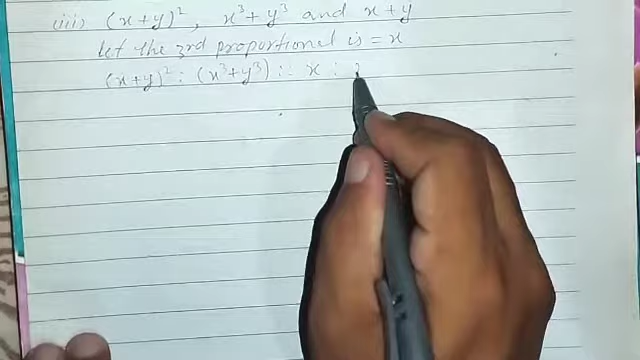 (iii) (x+y)², x³+y³ and x+y
let the 3rd proportional is = x
(x+y)² : (x³+y³) :: x :